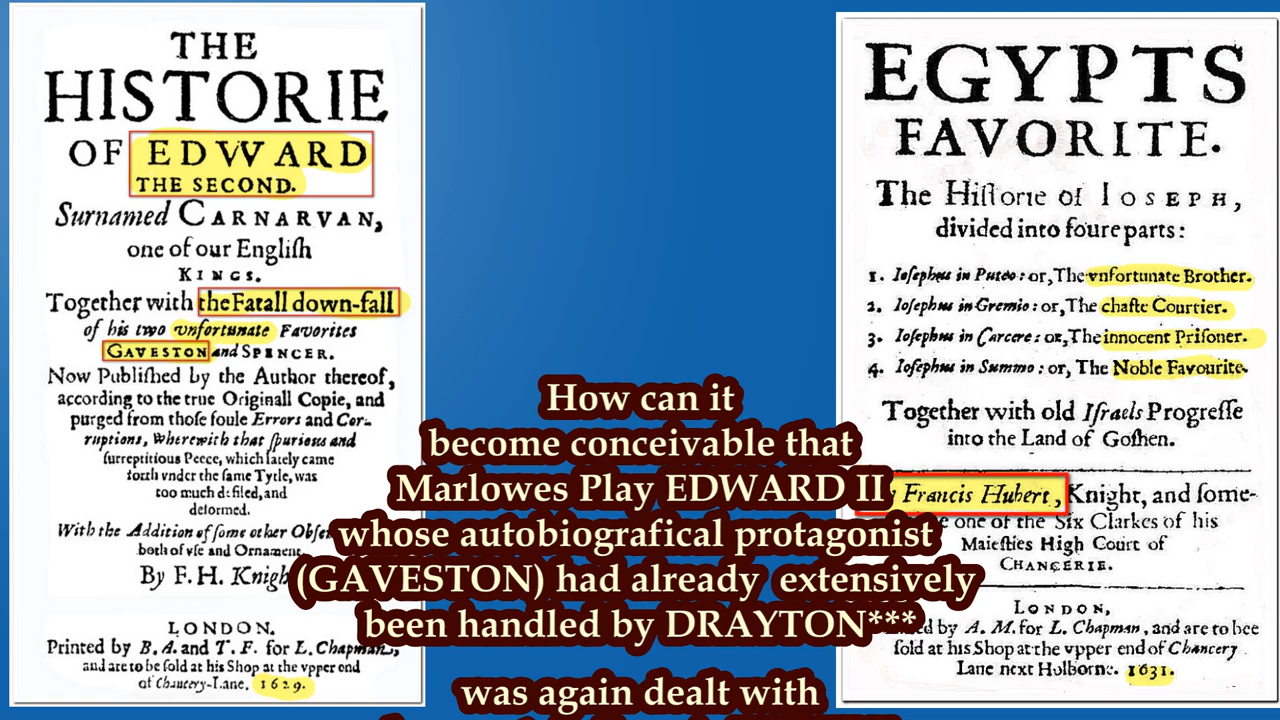 THE
HISTORIE
OF EDWARD
THE SECOND.
Surnamed CARNARVAN,
one of our Engliſh
KINGS.
Together with the Fatall down-fall
of his two vnfortunate Favorites
GAVESTON and SPENCER.
Now Publiſhed by the Author thereof,
according to the true Originall Copie, and
purged from thoſe foule Errors and Cor-
ruptions, Wherewith that ſpurious and
ſurreptitious Peece, which lately came
forth vnder the ſame Tytle, was
too much defiled, and
deformed.
With the Addition of ſome other Obſer
both of vſe and Ornament.
By F. H. Knigh
LONDON.
Printed by B. A. and T. F. for L. Chapman,
and are to be ſold at his Shop at the vpper end
of Chancery-Lane. 1629.
How can it
become conceivable that
Marlowes Play EDWARD II
whose autobiografical protagonist
(GAVESTON) had already extensively
been handled by DRAYTON***
was again dealt with
EGYPTS
FAVORITE.
The Hiſtorie of IOSEPH,
divided into foure parts:
1. Ioſephus in Puteo: or, The vnfortunate Brother.
2. Ioſephus in Gremio: or, The chaſte Courtier.
3. Ioſephus in Carcere: or, The innocent Priſoner.
4. Ioſephus in Summo: or, The Noble Favourite.
Together with old Iſraels Progreſſe
into the Land of Goſhen.
Francis Hubert, Knight, and ſome-
one of the Six Clarkes of his
Maieſties High Court of
CHANCERIE.
LONDON,
by A. M. for L. Chapman, and are to bee
ſold at his Shop at the vpper end of Chancery
Lane next Holborne. 1631.